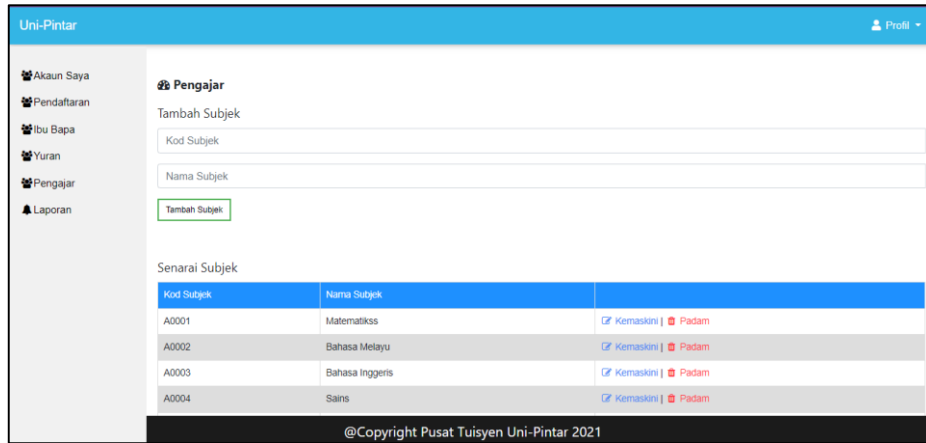 Uni-Pintar
Profil
Akaun Saya
Pendaftaran
Ibu Bapa
Yuran
Pengajar
Laporan
Pengajar
Tambah Subjek
Kod Subjek
Nama Subjek
Tambah Subjek
Senarai Subjek
Kod Subjek Nama Subjek
A0001 Matematikss Kemaskini | Padam
A0002 Bahasa Melayu Kemaskini | Padam
A0003 Bahasa Inggeris Kemaskini | Padam
A0004 Sains Kemaskini | Padam
@Copyright Pusat Tuisyen Uni-Pintar 2021